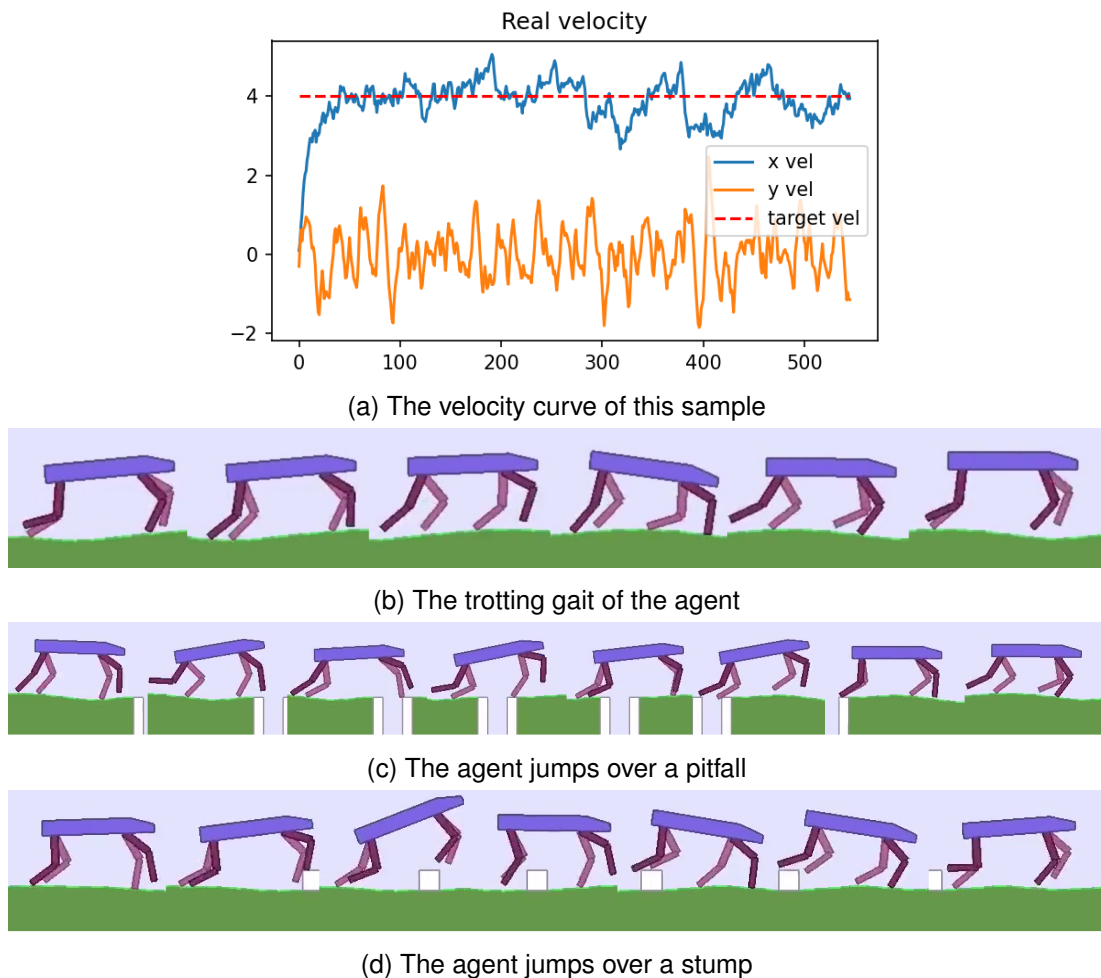 Real velocity
4
2
0
−2
x vel
y vel
target vel
0 100 200 300 400 500
(a) The velocity curve of this sample
(b) The trotting gait of the agent
(c) The agent jumps over a pitfall
(d) The agent jumps over a stump